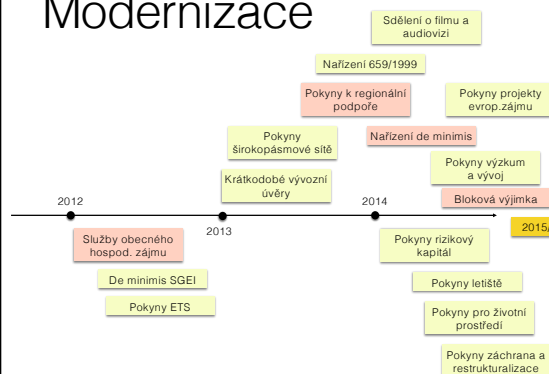 Modernizace
Sdělení o filmu a
audiovizi
Nařízení 659/1999
Pokyny k regionální
podpoře
Pokyny projekty
evrop.zájmu
Pokyny
širokopásmové sítě
Nařízení de minimis
Pokyny výzkum
a vývoj
Krátkodobé vývozní
úvěry
Bloková výjimka
2012
2013
2014
2015/
Služby obecného
hospod. zájmu
De minimis SGEI
Pokyny ETS
Pokyny rizikový
kapitál
Pokyny letiště
Pokyny pro životní
prostředí
Pokyny záchrana a
restrukturalizace